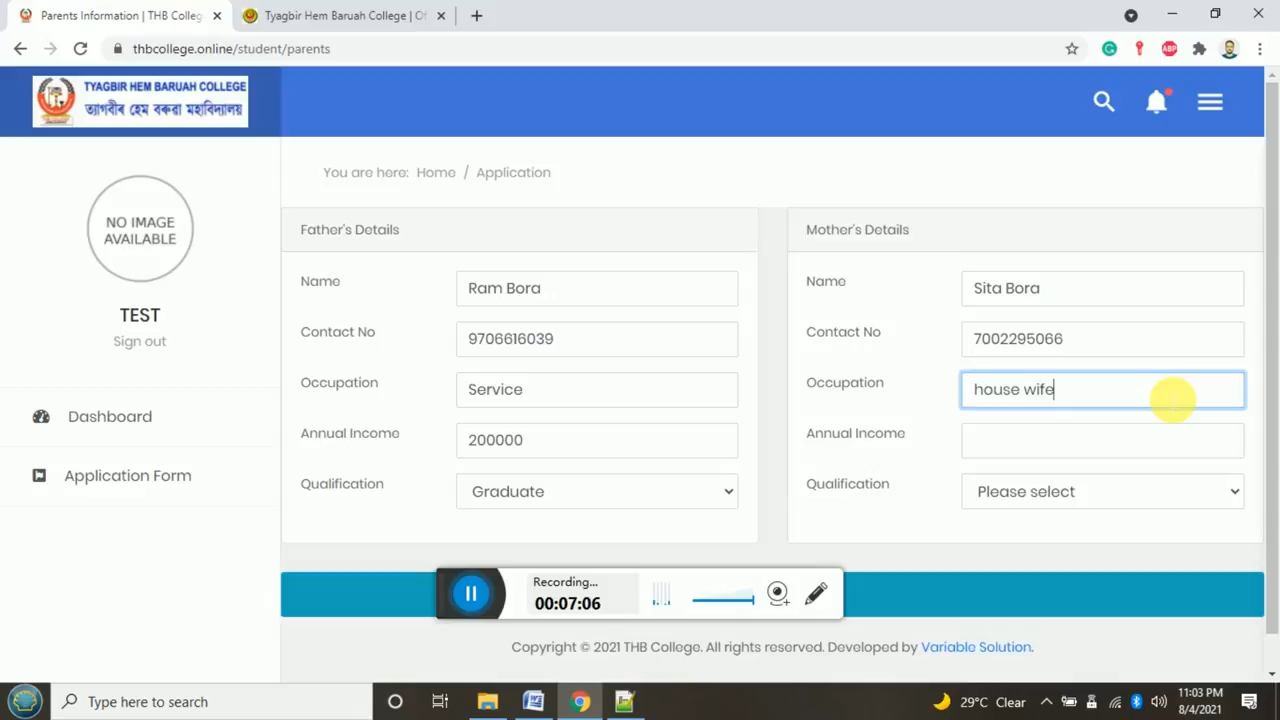 Parents Information | THB Colleg
Tyagbir Hem Baruah College | Of
thbcollege.online/student/parents
ABP
TYAGBIR HEM BARUAH COLLEGE
ত্যাগবীৰ হেম বৰুৱা মহাবিদ্যালয়
You are here: Home / Application
NO IMAGE
AVAILABLE
TEST
Sign out
Dashboard
Application Form
Father's Details
Name
Ram Bora
Contact No
9706616039
Occupation
Service
Annual Income
200000
Qualification
Graduate
Mother's Details
Name
Sita Bora
Contact No
7002295066
Occupation
house wife
Annual Income
Qualification
Please select
Recording...
00:07:06
Copyright © 2021 THB College. All rights reserved. Developed by Variable Solution.
Type here to search
29°C Clear
11:03 PM
8/4/2021